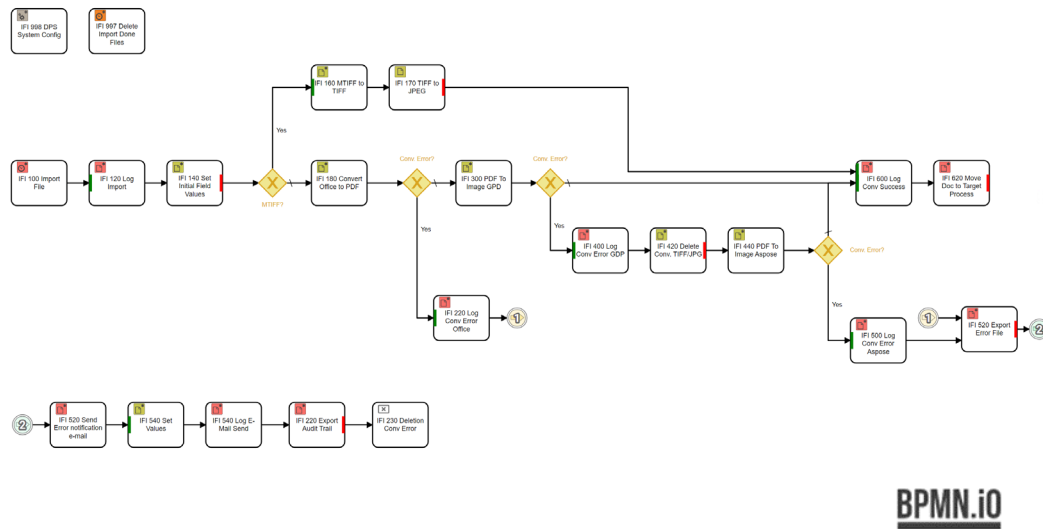 IFI 998 DPS
System Config
IFI 997 Delete
Import Done
Files
IFI 160 MTIFF to
TIFF
IFI 170 TIFF to
JPEG
Yes
IFI 100 Import
File
IFI 120 Log
Import
IFI 140 Set
Initial Field
Values
MTIFF?
IFI 180 Convert
Office to PDF
Conv. Error?
IFI 300 PDF To
Image GPD
Conv. Error?
IFI 600 Log
Conv Success
IFI 620 Move
Doc to Target
Process
Yes
Yes
IFI 400 Log
Conv Error GDP
IFI 420 Delete
Conv. TIFF/JPG
IFI 440 PDF To
Image Aspose
Conv. Error?
Yes
IFI 220 Log
Conv Error
Office
1
IFI 500 Log
Conv Error
Aspose
1
IFI 520 Export
Error File
2
2
IFI 520 Send
Error notification
e-mail
IFI 540 Set
Values
IFI 540 Log E-
Mail Send
IFI 220 Export
Audit Trail
IFI 230 Deletion
Conv Error
BPMN.iO